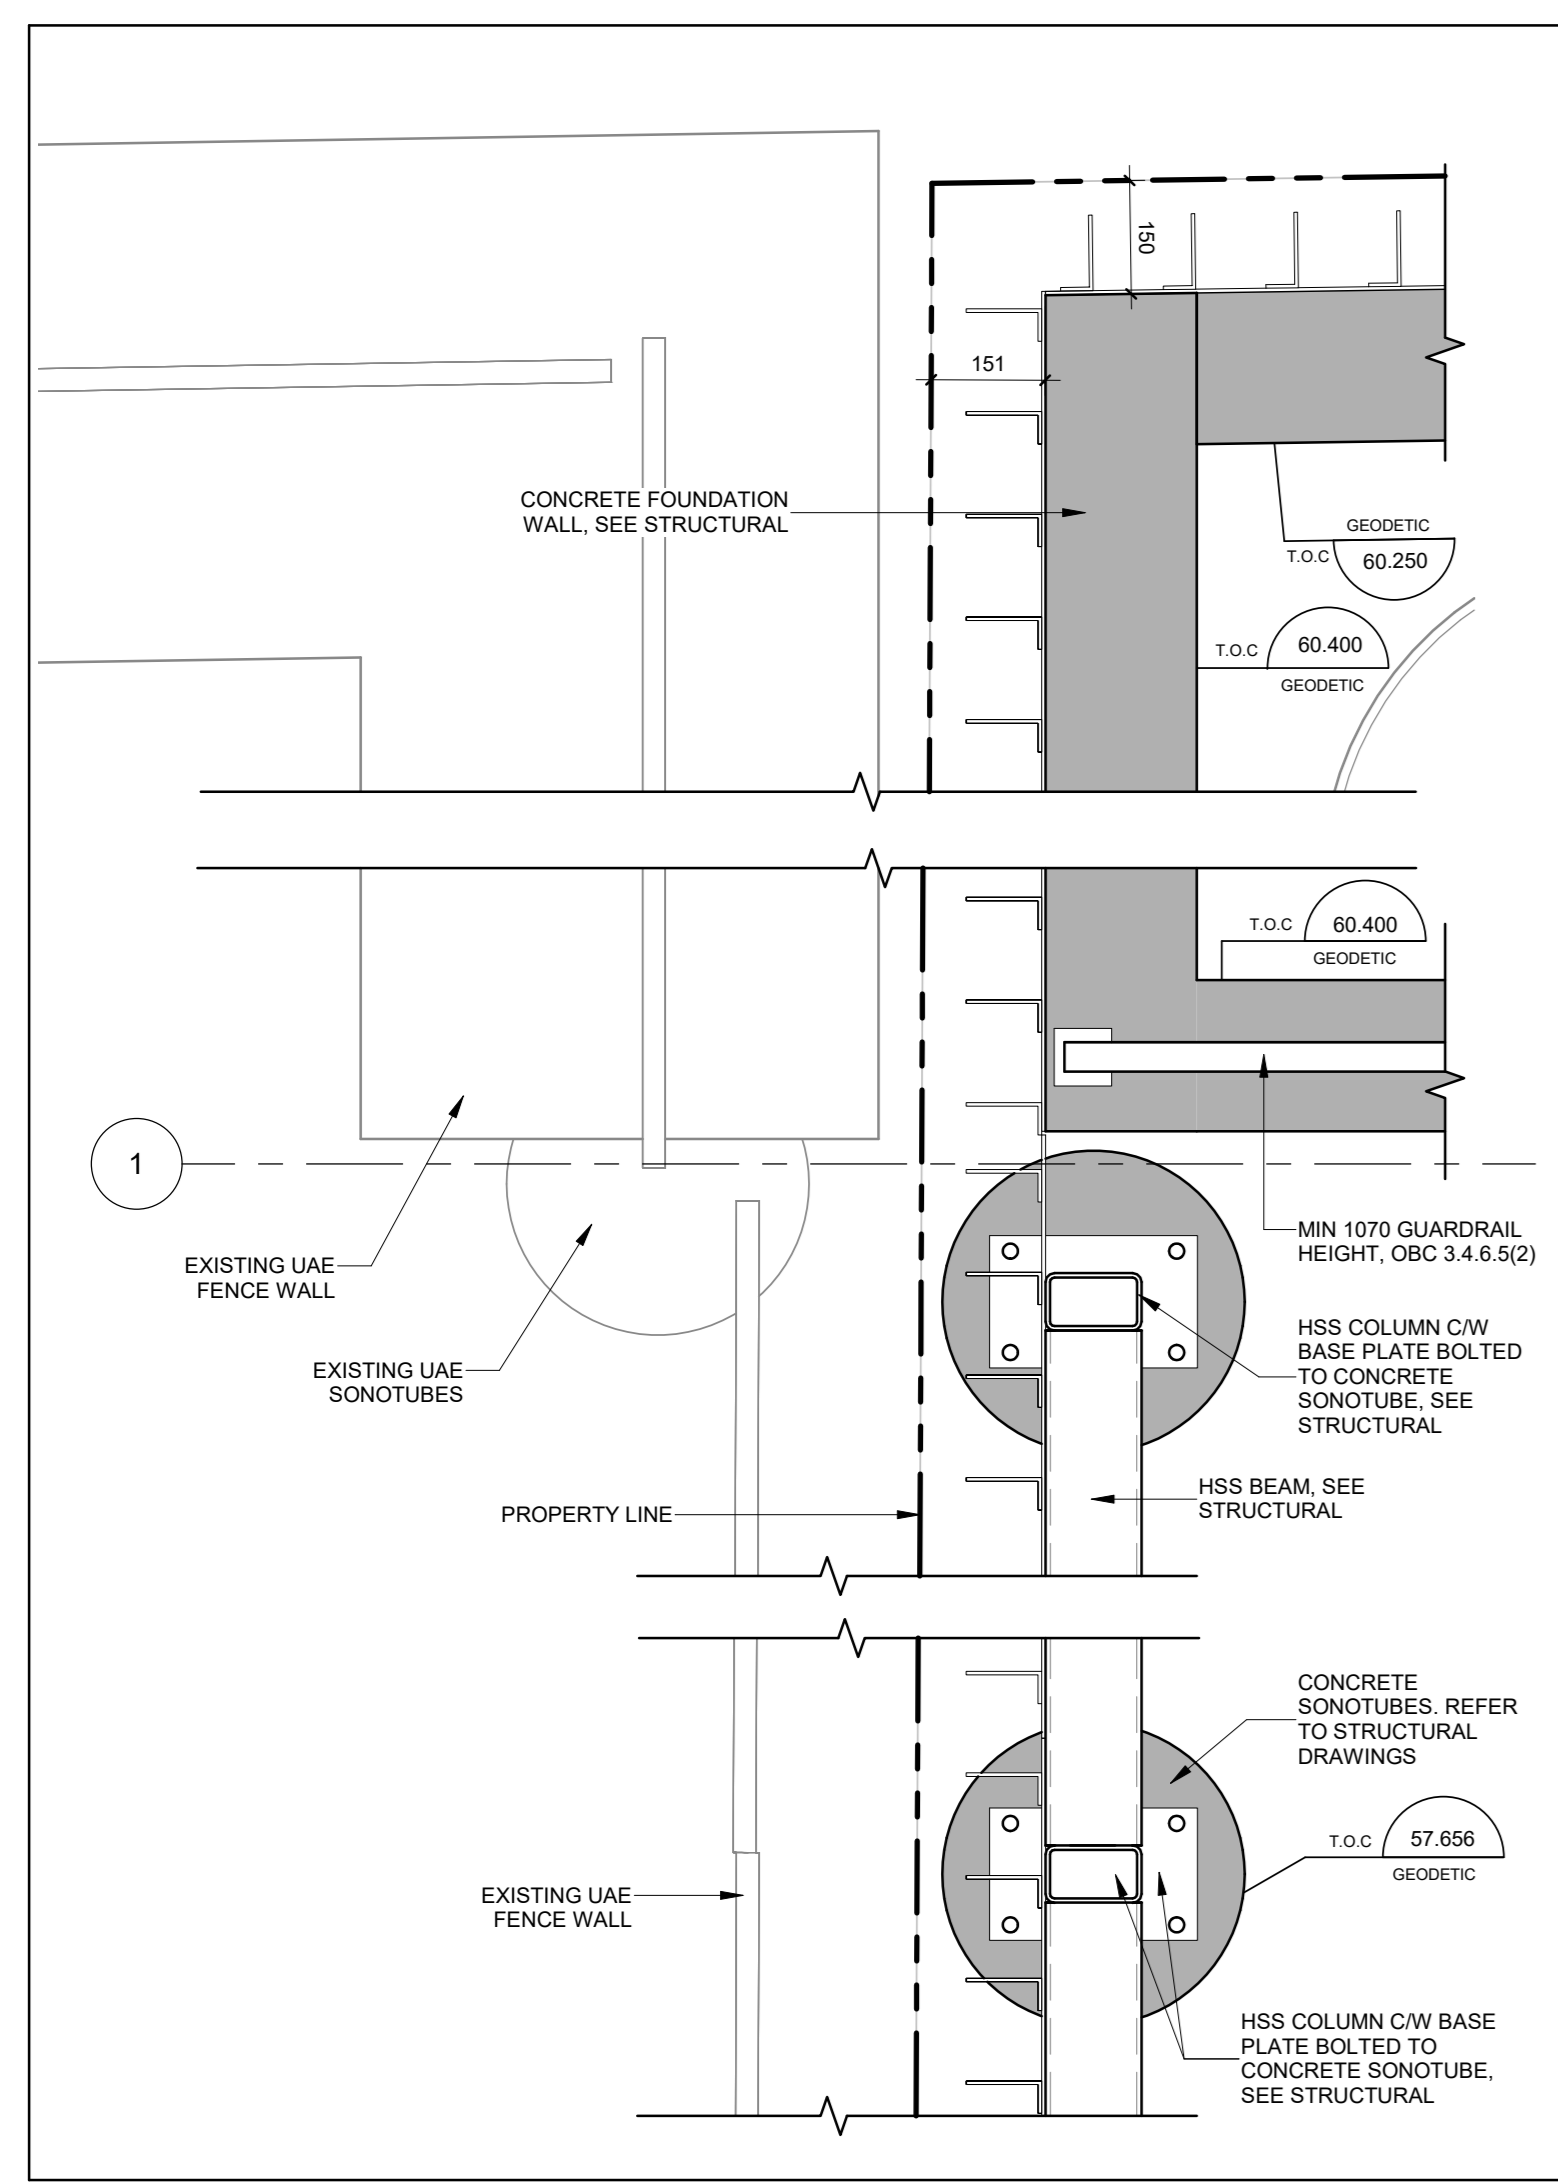 150
151
CONCRETE FOUNDATION
WALL, SEE STRUCTURAL
GEODETIC
T.O.C 60.250
T.O.C 60.400
GEODETIC
T.O.C 60.400
GEODETIC
1
MIN 1070 GUARDRAIL
HEIGHT, OBC 3.4.6.5(2)
EXISTING UAE
FENCE WALL
HSS COLUMN C/W
BASE PLATE BOLTED
TO CONCRETE
SONOTUBE, SEE
STRUCTURAL
EXISTING UAE
SONOTUBES
HSS BEAM, SEE
STRUCTURAL
PROPERTY LINE
CONCRETE
SONOTUBES. REFER
TO STRUCTURAL
DRAWINGS
T.O.C 57.656
GEODETIC
EXISTING UAE
FENCE WALL
HSS COLUMN C/W BASE
PLATE BOLTED TO
CONCRETE SONOTUBE,
SEE STRUCTURAL